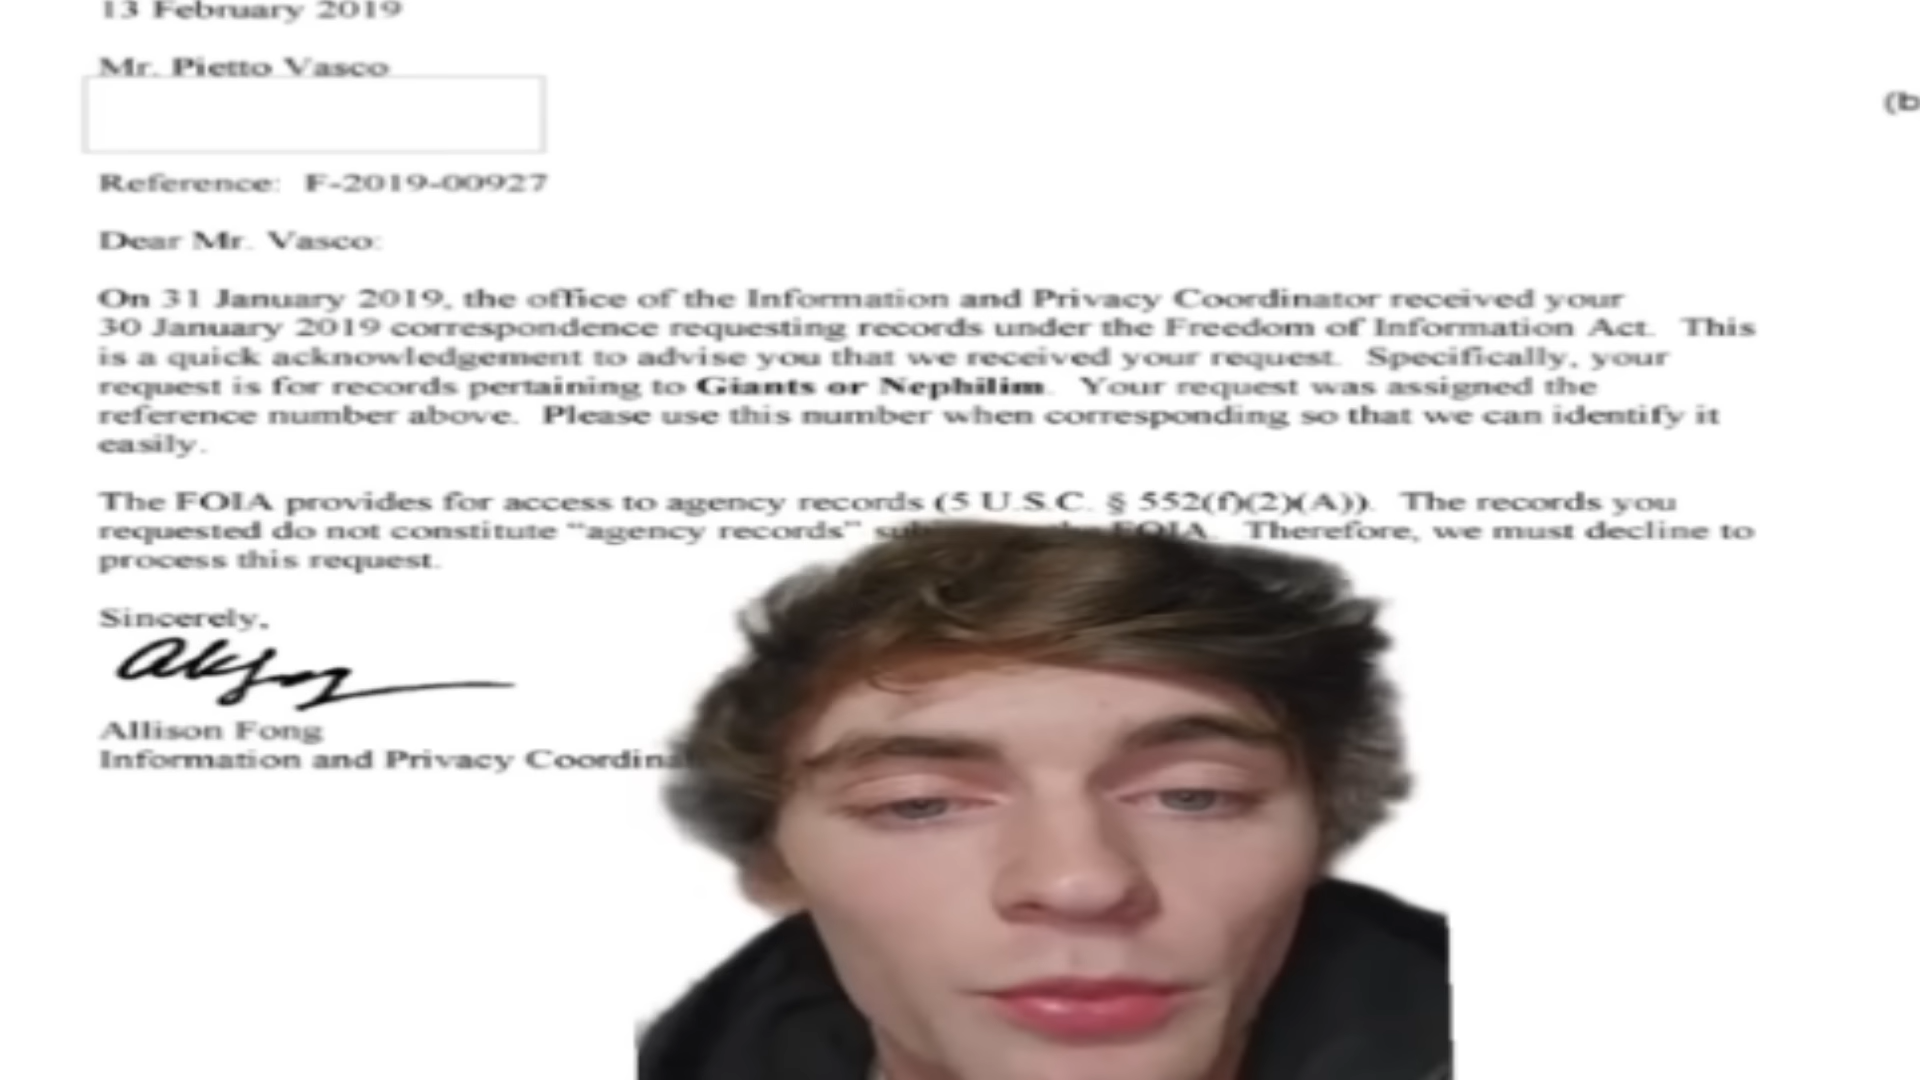 13 February 2019
Mr. Pietto Vasco
(b
Reference: F-2019-00927
Dear Mr. Vasco:
On 31 January 2019, the office of the Information and Privacy Coordinator received your
30 January 2019 correspondence requesting records under the Freedom of Information Act. This
is a quick acknowledgement to advise you that we received your request. Specifically, your
request is for records pertaining to Giants or Nephilim. Your request was assigned the
reference number above. Please use this number when corresponding so that we can identify it
easily.
The FOIA provides for access to agency records (5 U.S.C. § 552(f)(2)(A)). The records you
requested do not constitute “agency records” FOIA. Therefore, we must decline to
process this request.
Sincerely,
Allison Fong
Information and Privacy Coordina